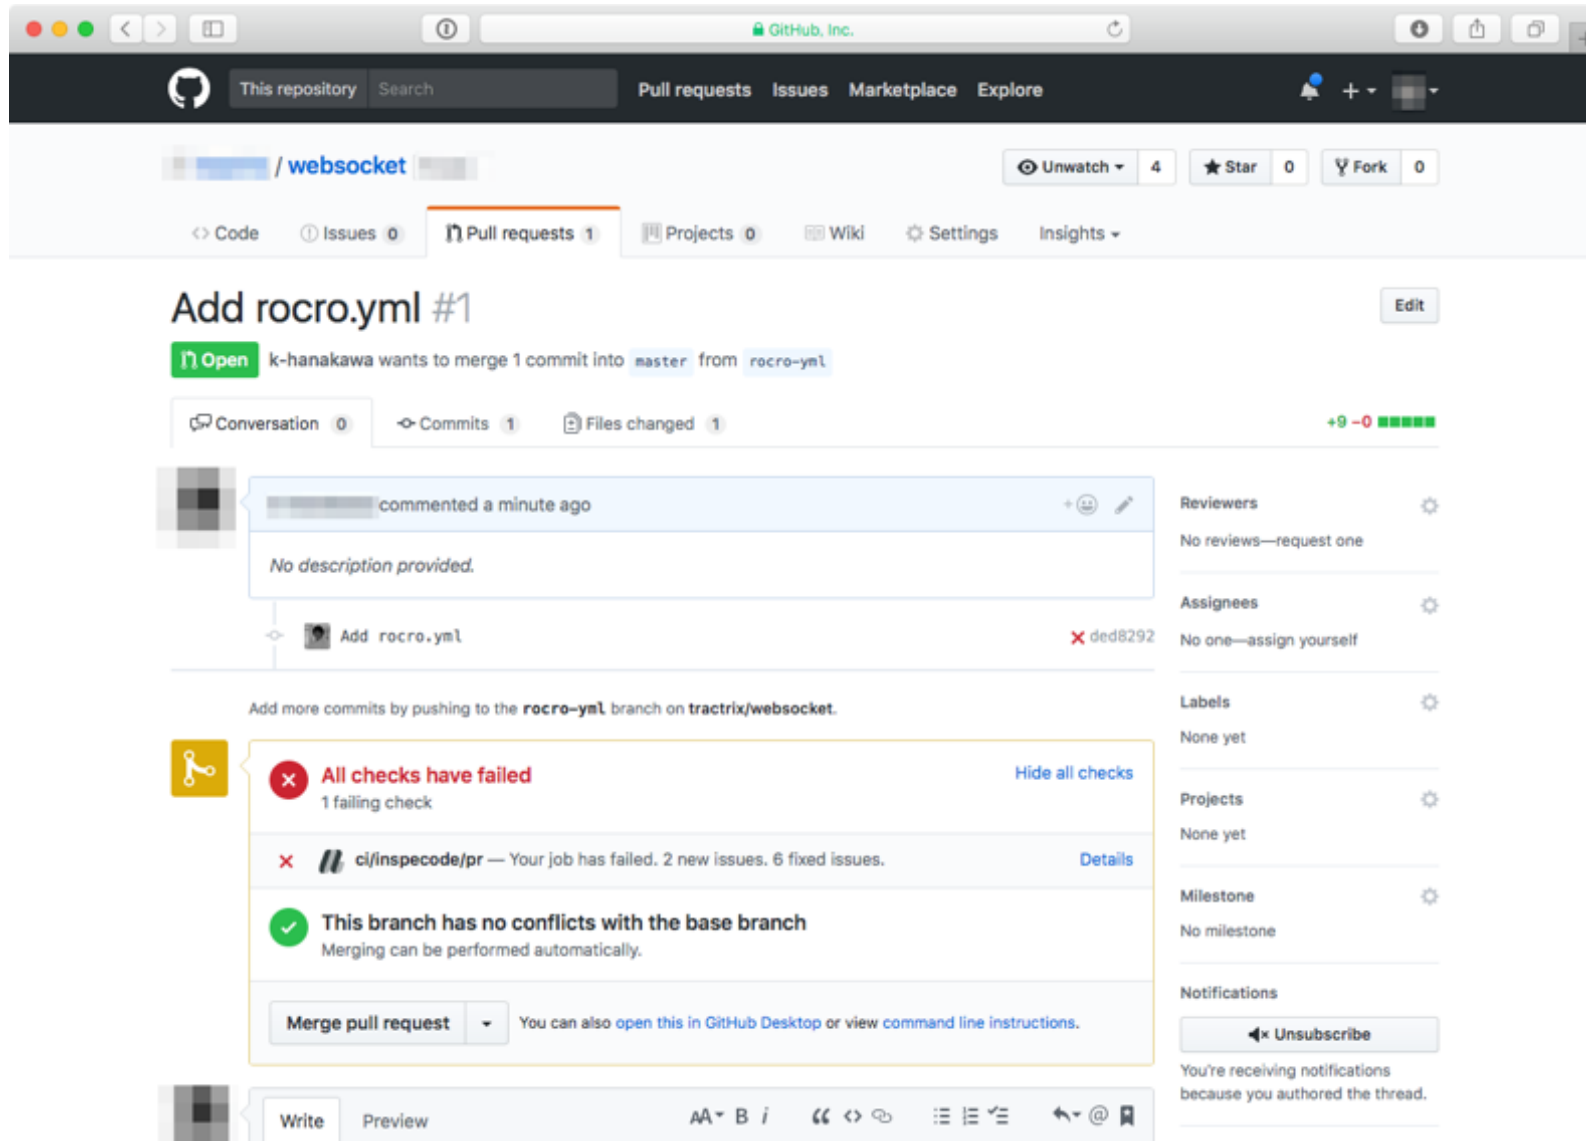 GitHub, Inc.
This repository Search Pull requests Issues Marketplace Explore
/ websocket Unwatch 4 Star 0 Fork 0
Code Issues 0 Pull requests 1 Projects 0 Wiki Settings Insights
Add rocro.yml #1 Edit
Open k-hanakawa wants to merge 1 commit into master from rocro-yml
Conversation 0 Commits 1 Files changed 1 +9 −0
commented a minute ago
No description provided.
Add rocro.yml ded8292
Add more commits by pushing to the rocro-yml branch on tractrix/websocket.
All checks have failed Hide all checks
1 failing check
ci/inspecode/pr — Your job has failed. 2 new issues. 6 fixed issues. Details
This branch has no conflicts with the base branch
Merging can be performed automatically.
Merge pull request You can also open this in GitHub Desktop or view command line instructions.
Write Preview AA B i
Reviewers
No reviews—request one
Assignees
No one—assign yourself
Labels
None yet
Projects
None yet
Milestone
No milestone
Notifications
Unsubscribe
You're receiving notifications
because you authored the thread.